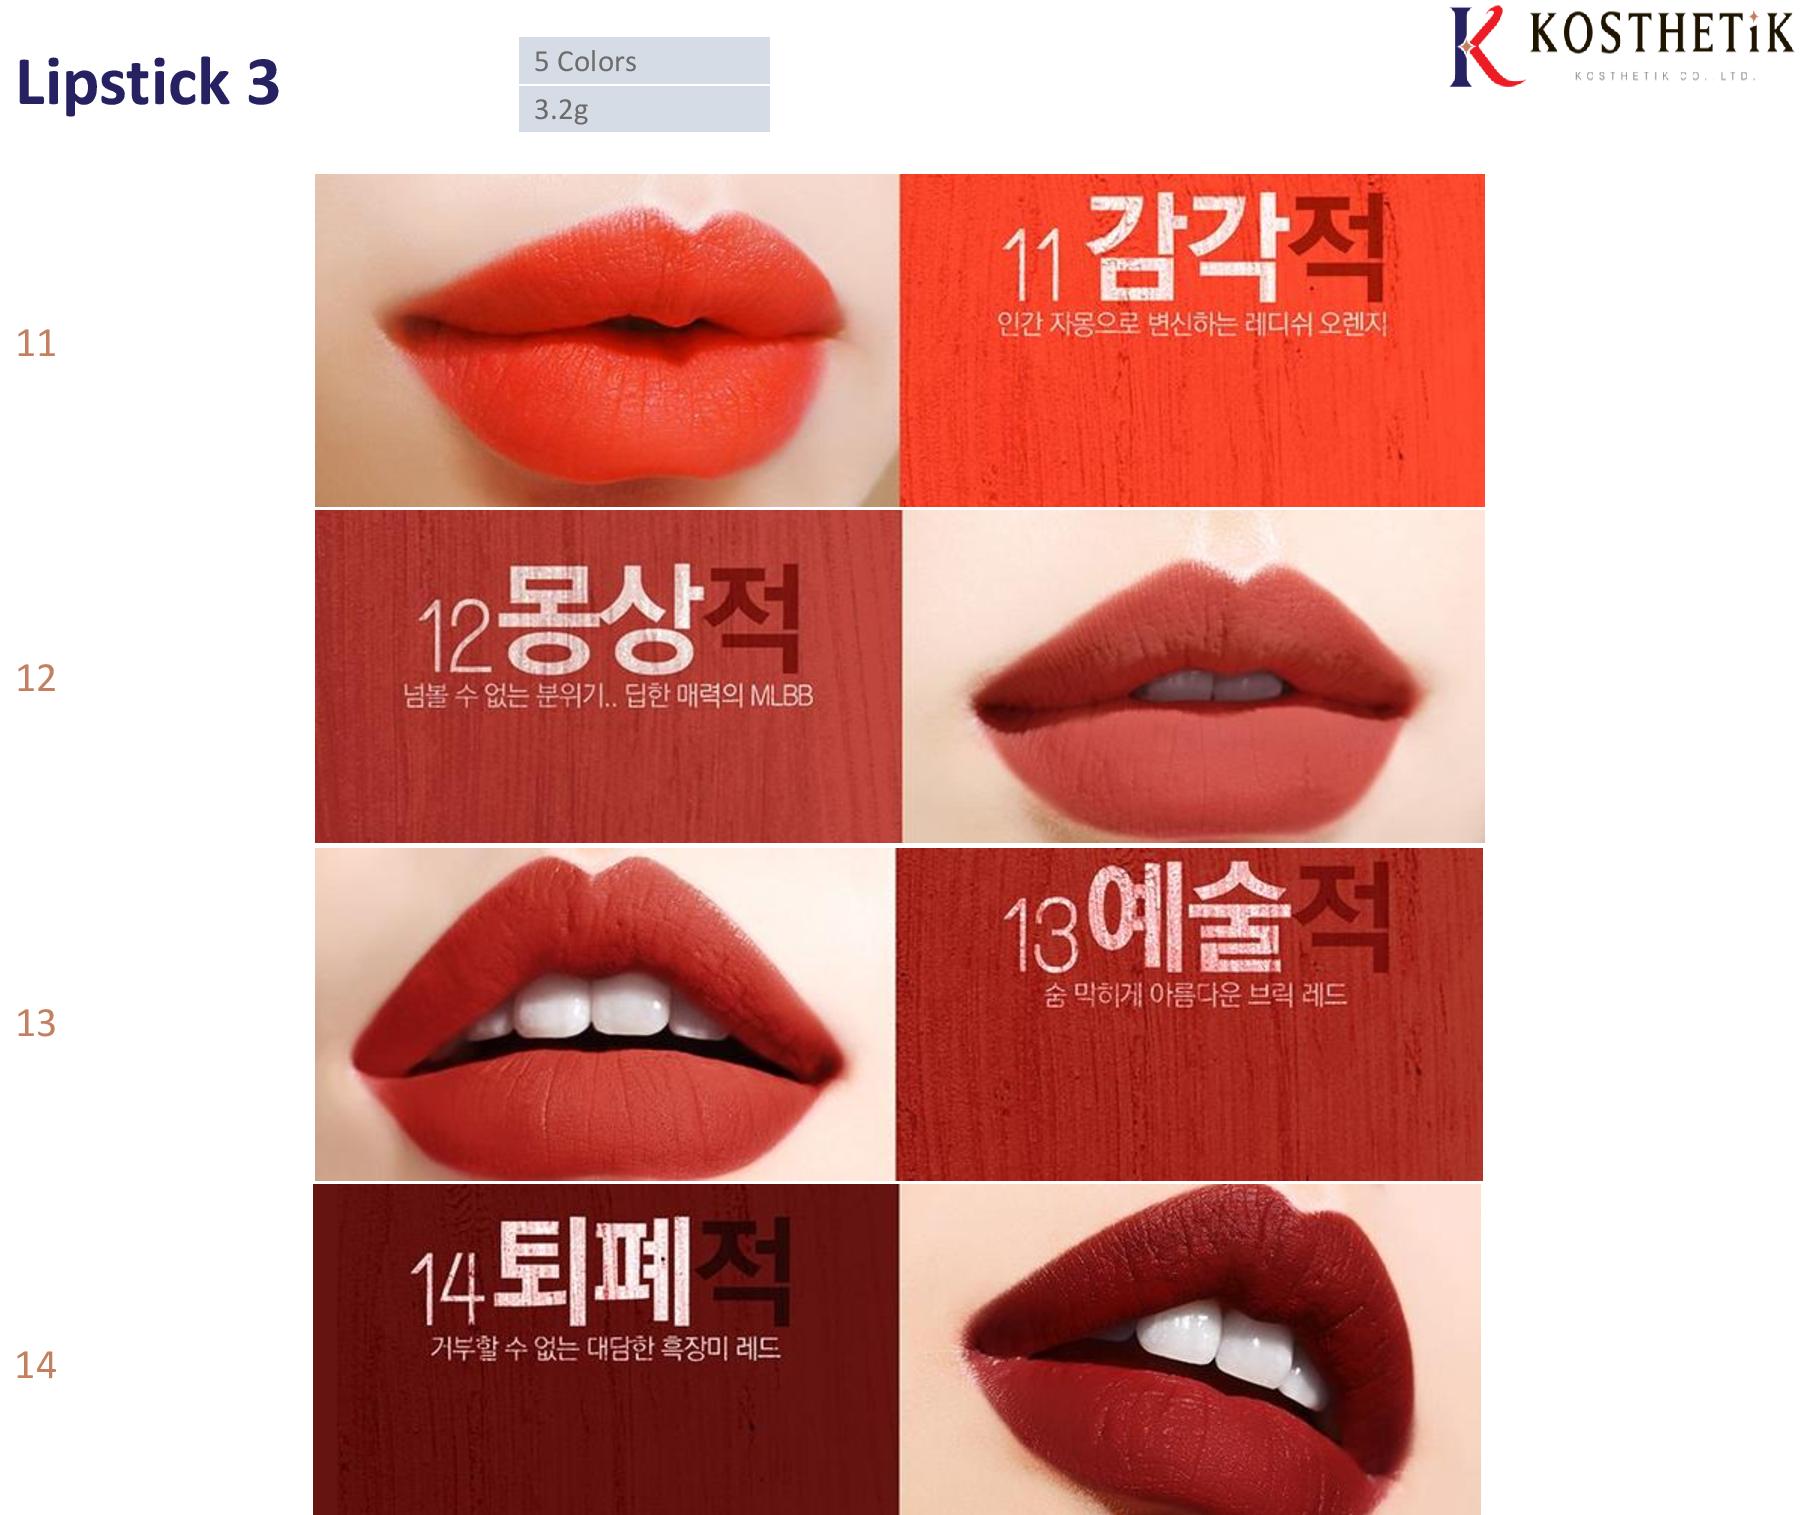 Lipstick 3
5 Colors
3.2g
KOSTHETiK
KOSTHETIK CO. LTD.
11
11 감각적
인간 자몽으로 변신하는 레디쉬 오렌지
12
12 몽상적
넘볼 수 없는 분위기.. 딥한 매력의 MLBB
13
13 예술적
숨 막히게 아름다운 브릭 레드
14
14 퇴폐적
거부할 수 없는 대담한 흑장미 레드